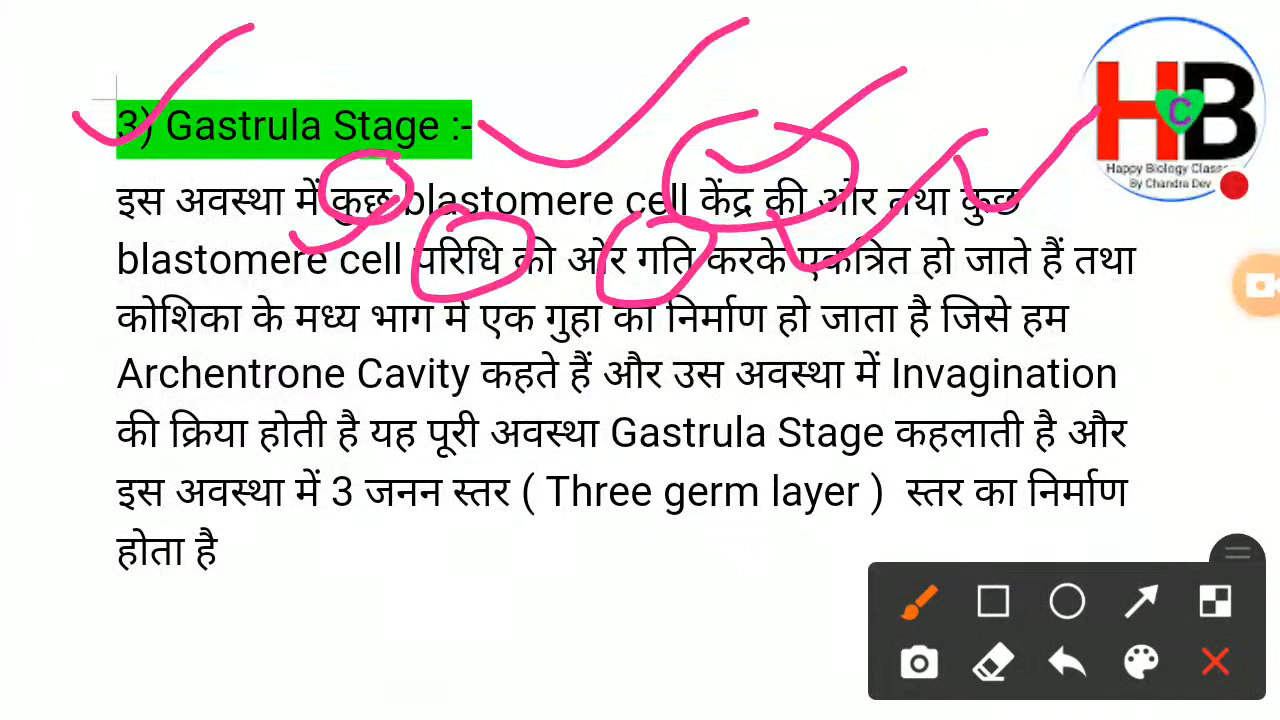 3) Gastrula Stage :-
इस अवस्था में कुछ blastomere cell केंद्र की ओर तथा कुछ
blastomere cell परिधि की ओर गति करके एकत्रित हो जाते हैं तथा
कोशिका के मध्य भाग में एक गुहा का निर्माण हो जाता है जिसे हम
Archentrone Cavity कहते हैं और उस अवस्था में Invagination
की क्रिया होती है यह पूरी अवस्था Gastrula Stage कहलाती है और
इस अवस्था में 3 जनन स्तर ( Three germ layer ) स्तर का निर्माण
होता है
HB
C
Happy Biology Classe
By Chandra Dev